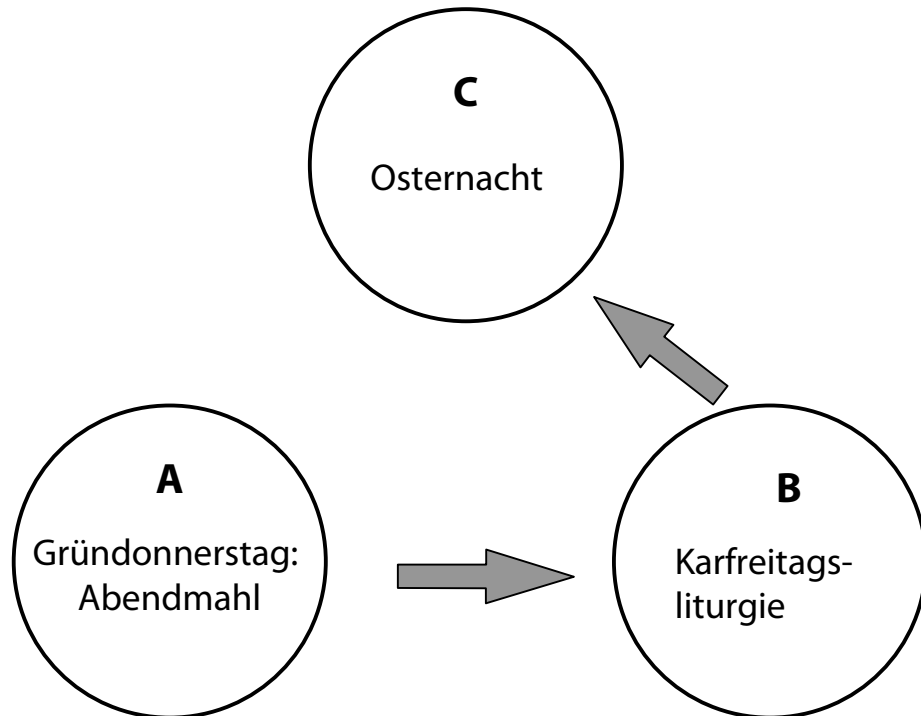 C
Osternacht
A
Gründonnerstag:
Abendmahl
B
Karfreitags-
liturgie